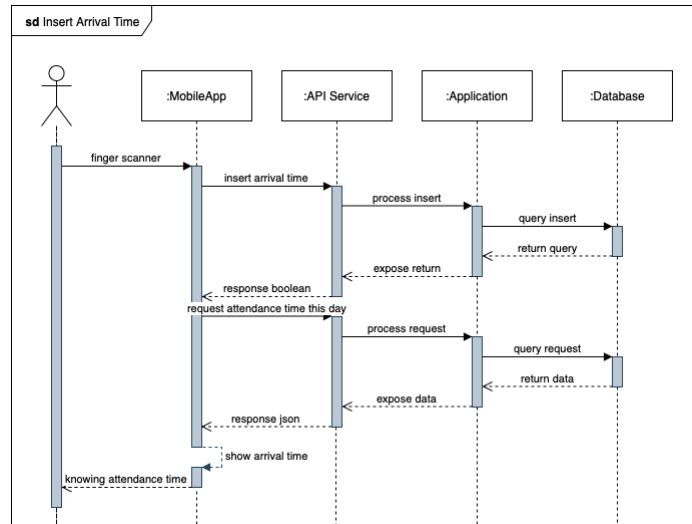 sd Insert Arrival Time
:MobileApp
:API Service
:Application
:Database
finger scanner
insert arrival time
process insert
query insert
return query
expose return
response boolean
request attendance time this day
process request
query request
return data
expose data
response json
show arrival time
knowing attendance time